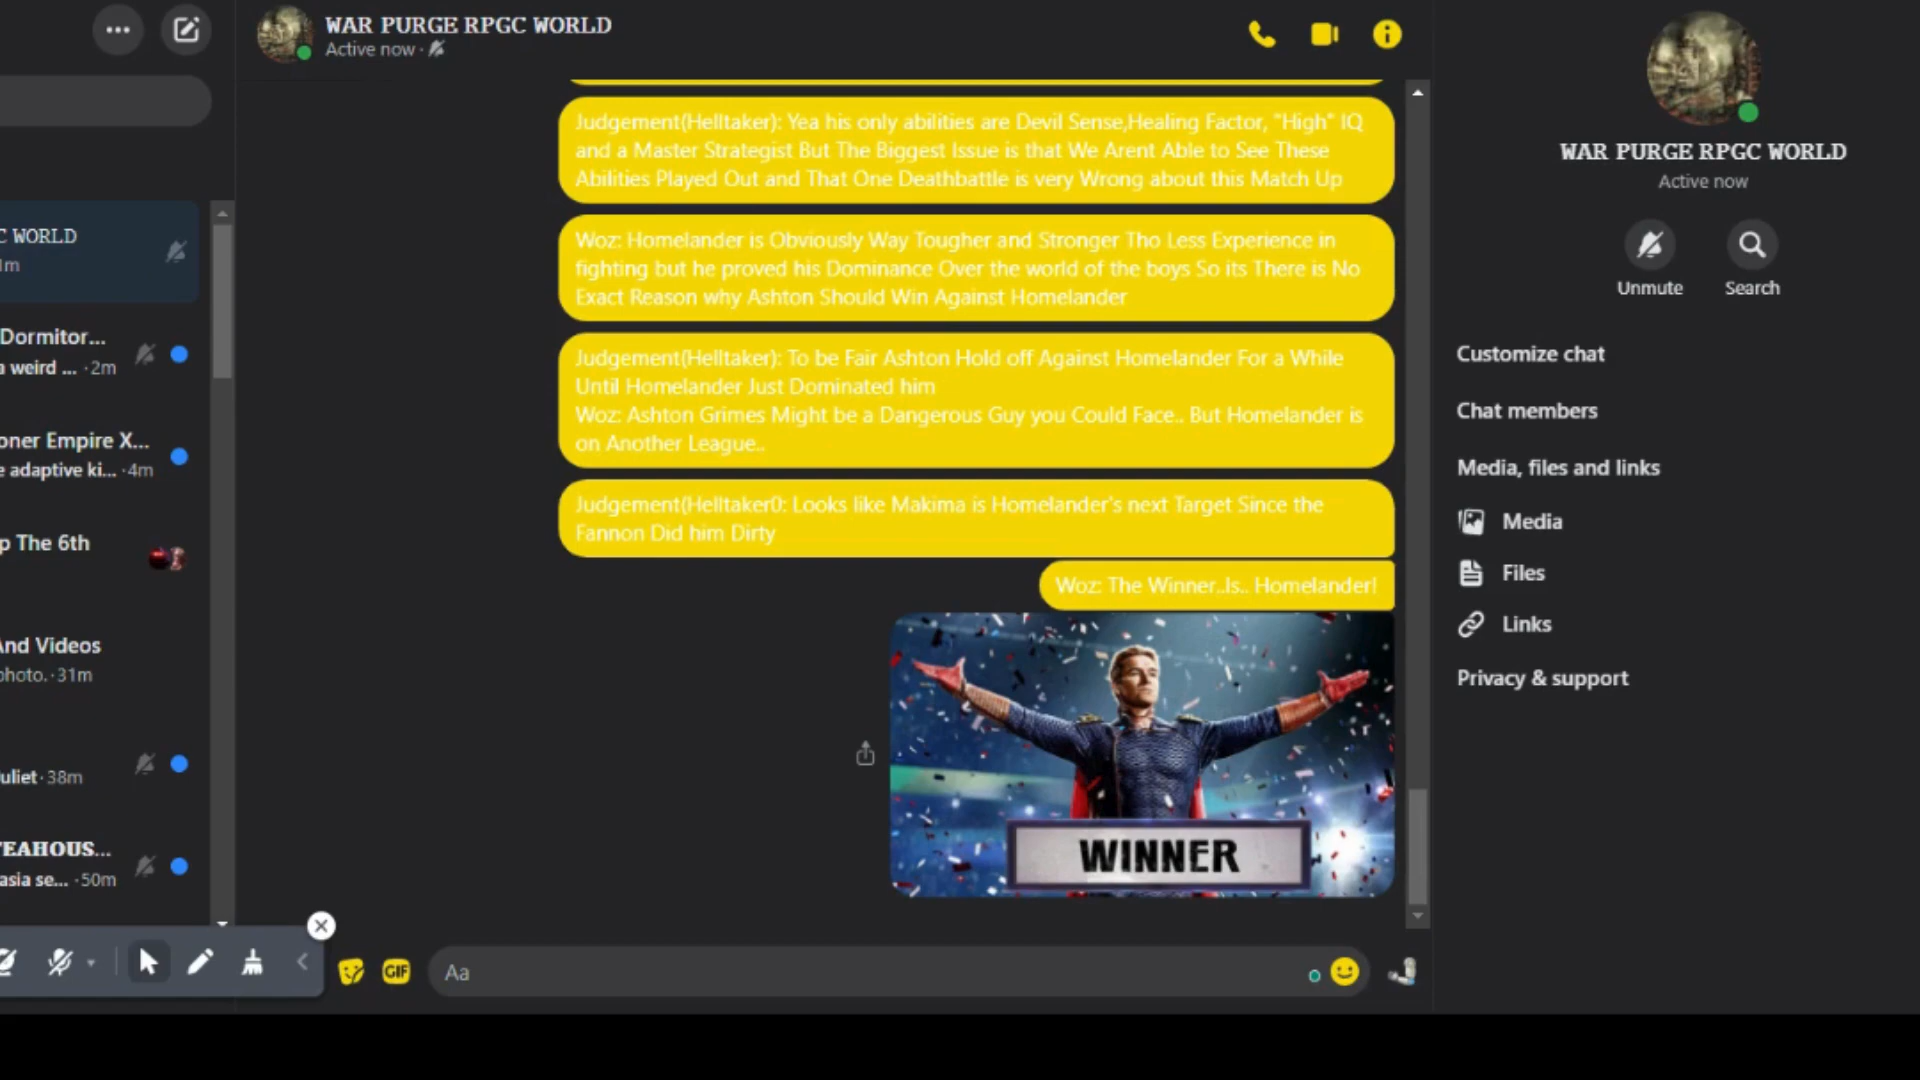 WAR PURGE RPGC WORLD
Active now ·
C WORLD
1m
Dormitor...
a weird ... · 2m
oner Empire X...
e adaptive ki... · 4m
p The 6th
And Videos
photo. · 31m
uliet · 38m
TEAHOUS...
asia se... · 50m
Judgement(Helltaker): Yea his only abilities are Devil Sense,Healing Factor, "High" IQ
and a Master Strategist But The Biggest Issue is that We Arent Able to See These
Abilities Played Out and That One Deathbattle is very Wrong about this Match Up
Woz: Homelander is Obviously Way Tougher and Stronger Tho Less Experience in
fighting but he proved his Dominance Over the world of the boys So its There is No
Exact Reason why Ashton Should Win Against Homelander
Judgement(Helltaker): To be Fair Ashton Hold off Against Homelander For a While
Until Homelander Just Dominated him
Woz: Ashton Grimes Might be a Dangerous Guy you Could Face.. But Homelander is
on Another League..
Judgement(Helltaker0: Looks like Makima is Homelander's next Target Since the
Fannon Did him Dirty
Woz: The Winner..Is.. Homelander!
WINNER
GIF
Aa
WAR PURGE RPGC WORLD
Active now
Unmute
Search
Customize chat
Chat members
Media, files and links
Media
Files
Links
Privacy & support